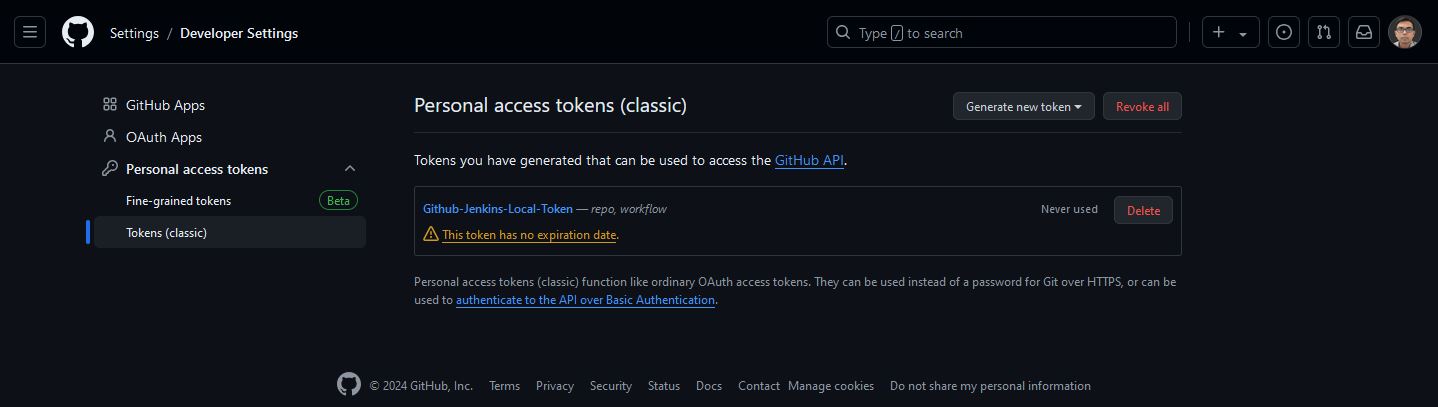 Settings / Developer Settings
Type / to search
GitHub Apps
OAuth Apps
Personal access tokens
Fine-grained tokens Beta
Tokens (classic)
Personal access tokens (classic)
Generate new token
Revoke all
Tokens you have generated that can be used to access the GitHub API.
Github-Jenkins-Local-Token — repo, workflow
Never used
Delete
This token has no expiration date.
Personal access tokens (classic) function like ordinary OAuth access tokens. They can be used instead of a password for Git over HTTPS, or can be
used to authenticate to the API over Basic Authentication.
© 2024 GitHub, Inc. Terms Privacy Security Status Docs Contact Manage cookies Do not share my personal information